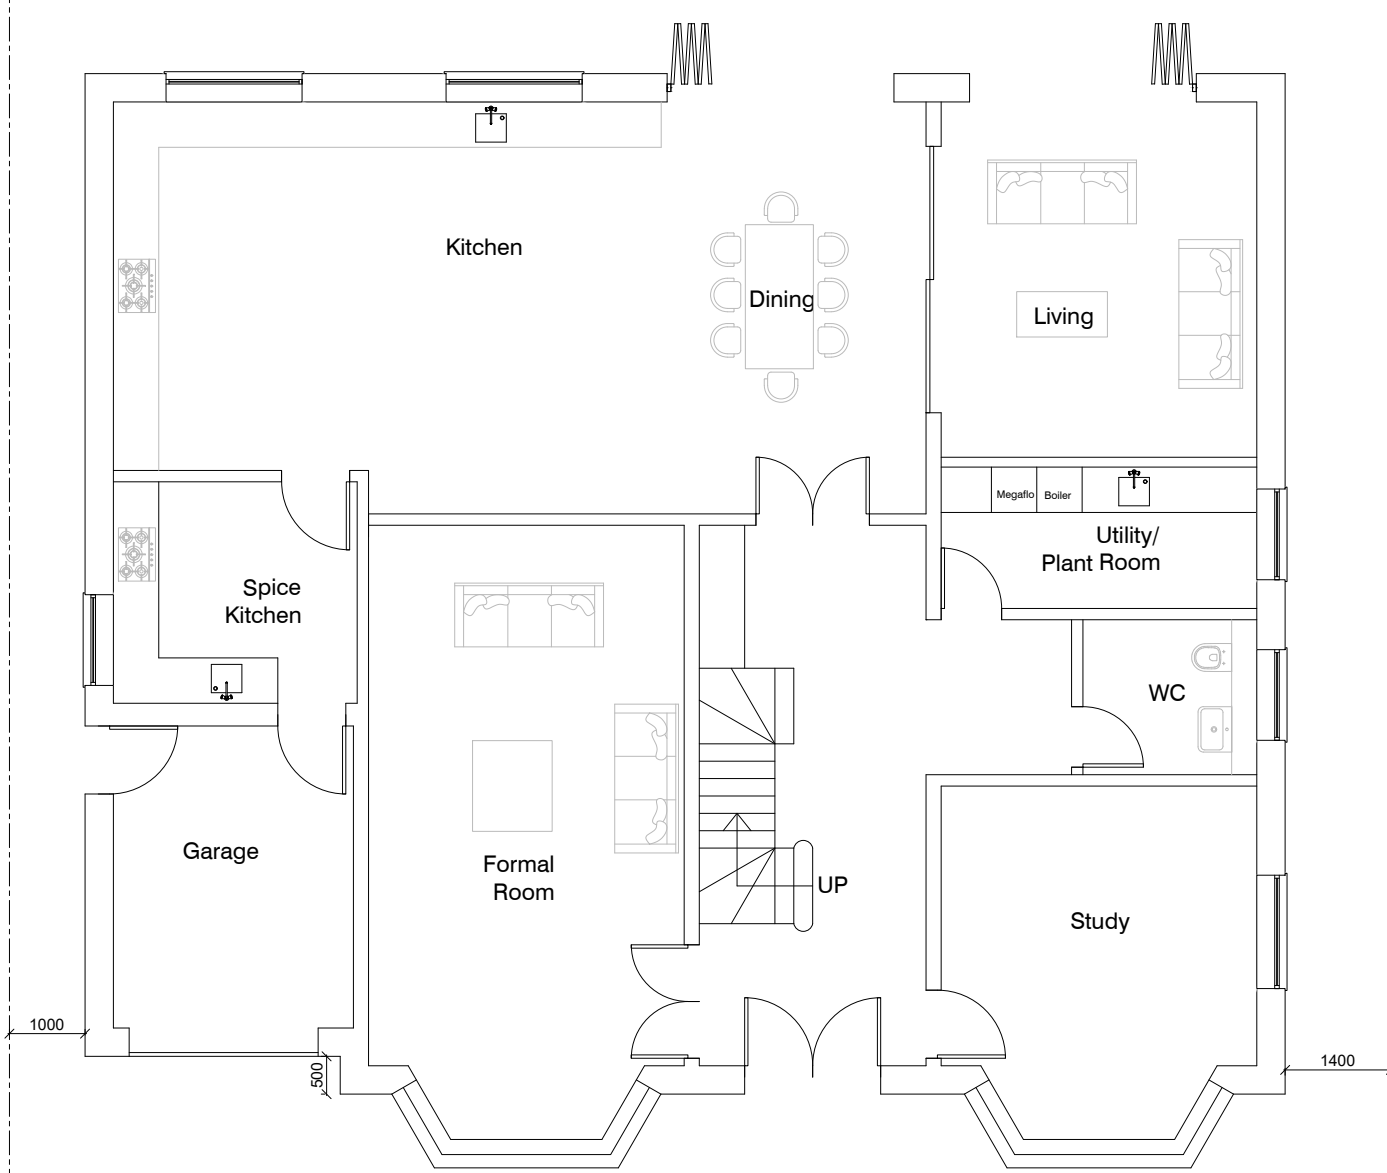 Kitchen
Dining
Living
Megaflo
Boiler
Utility/
Plant Room
Spice
Kitchen
WC
Garage
Formal
Room
UP
Study
1000
500
1400